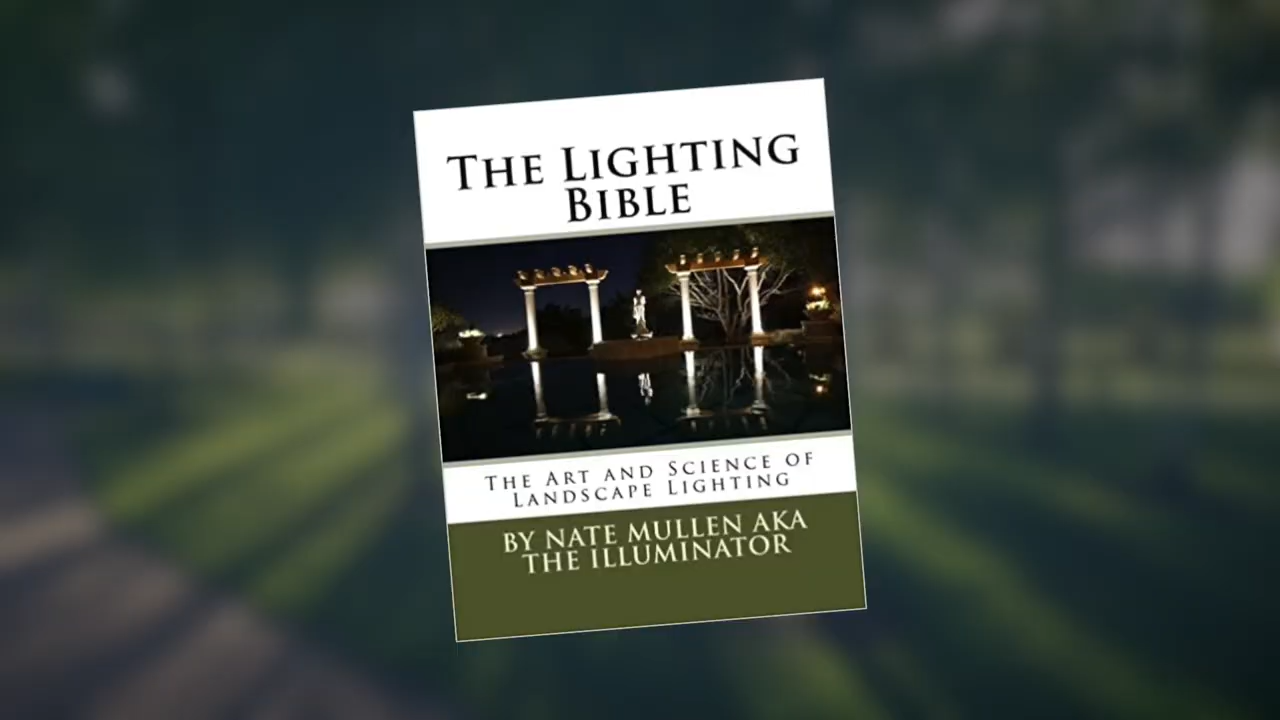 The Lighting
Bible
The Art and Science of
Landscape Lighting
BY NATE MULLEN AKA
THE ILLUMINATOR